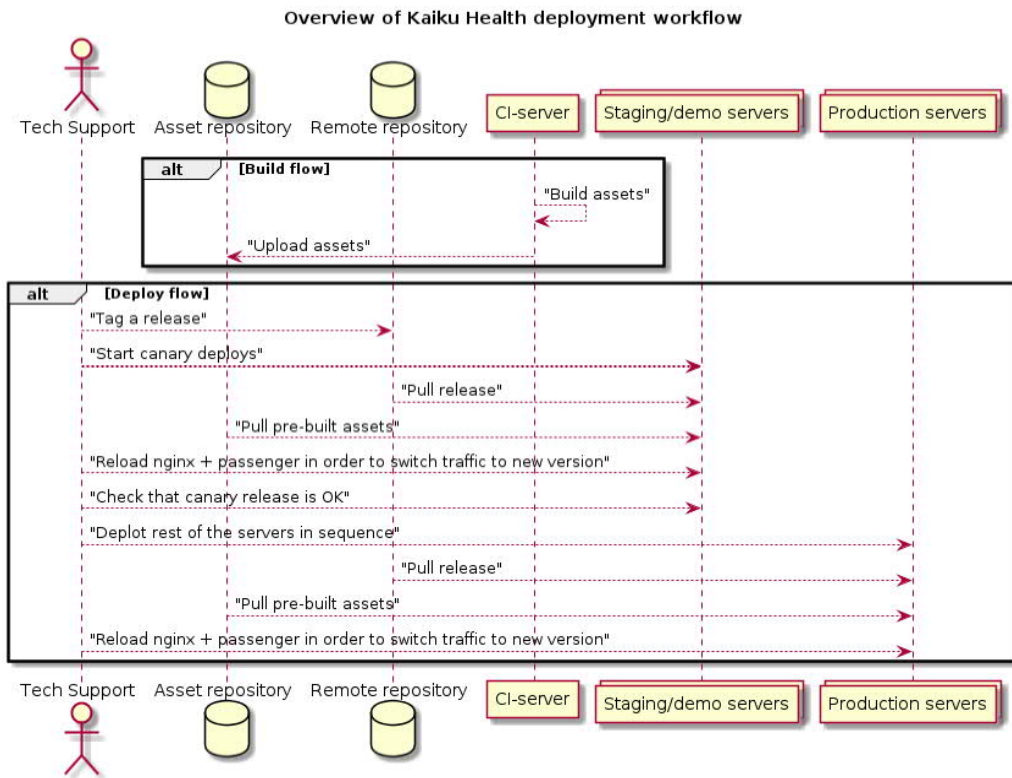 Overview of Kaiku Health deployment workflow
Tech Support
Asset repository
Remote repository
CI-server
Staging/demo servers
Production servers
alt
[Build flow]
"Build assets"
"Upload assets"
alt
[Deploy flow]
"Tag a release"
"Start canary deploys"
"Pull release"
"Pull pre-built assets"
"Reload nginx + passenger in order to switch traffic to new version"
"Check that canary release is OK"
"Deplot rest of the servers in sequence"
"Pull release"
"Pull pre-built assets"
"Reload nginx + passenger in order to switch traffic to new version"
Tech Support
Asset repository
Remote repository
CI-server
Staging/demo servers
Production servers